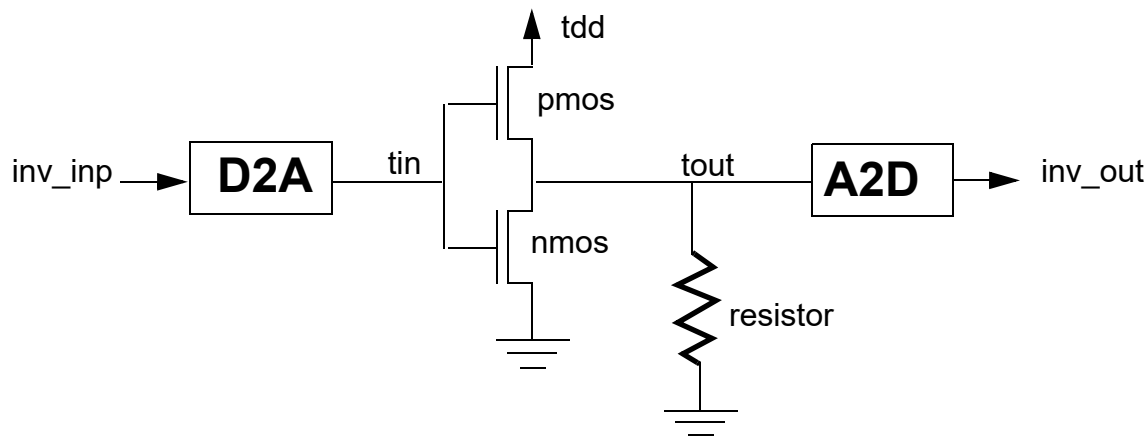 tdd
pmos
inv_inp
D2A
tin
tout
A2D
inv_out
nmos
resistor